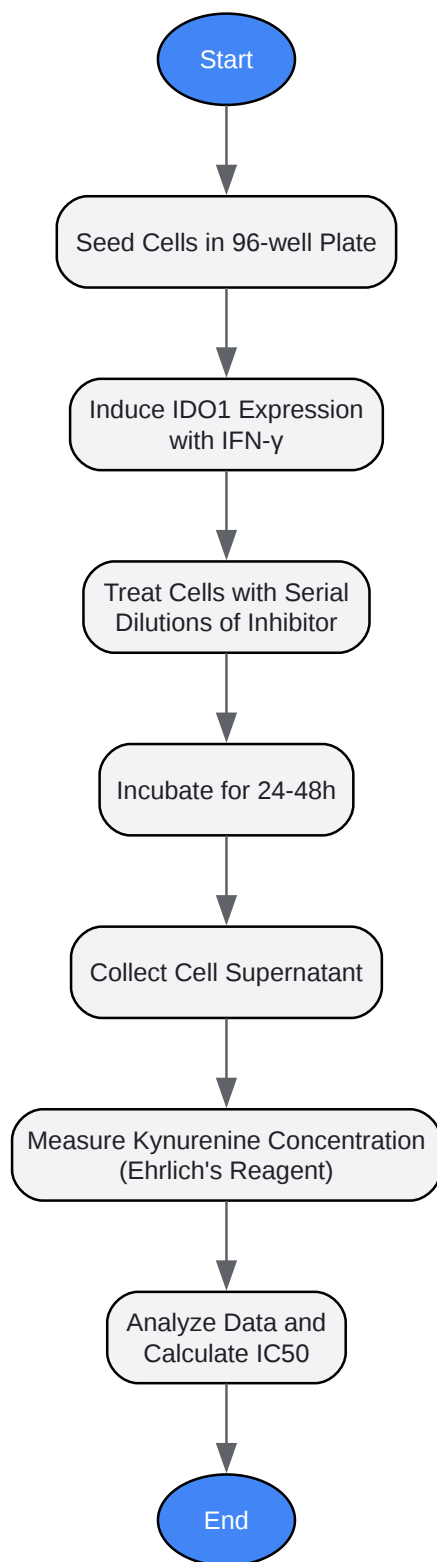 Start
Seed Cells in 96-well Plate
Induce IDO1 Expression
with IFN-γ
Treat Cells with Serial
Dilutions of Inhibitor
Incubate for 24-48h
Collect Cell Supernatant
Measure Kynurenine Concentration
(Ehrlich's Reagent)
Analyze Data and
Calculate IC50
End